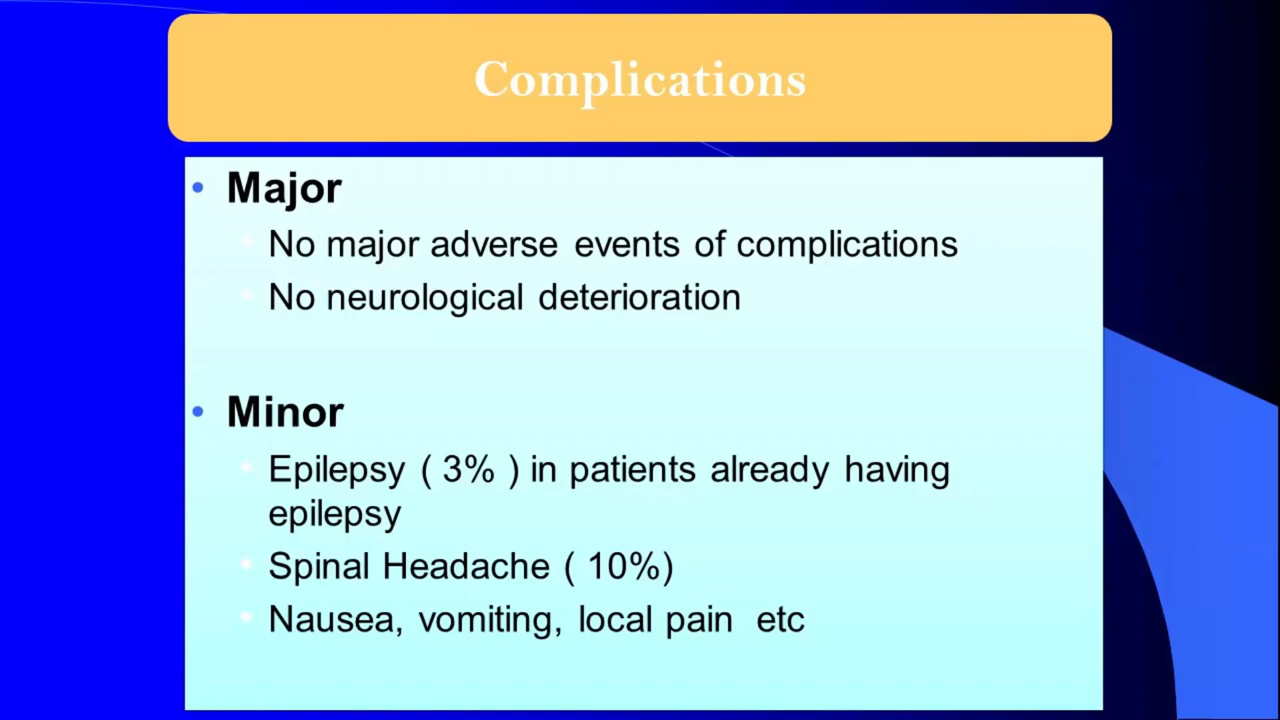 Complications
• Major
• No major adverse events of complications
• No neurological deterioration
• Minor
• Epilepsy ( 3% ) in patients already having
epilepsy
• Spinal Headache ( 10%)
• Nausea, vomiting, local pain etc